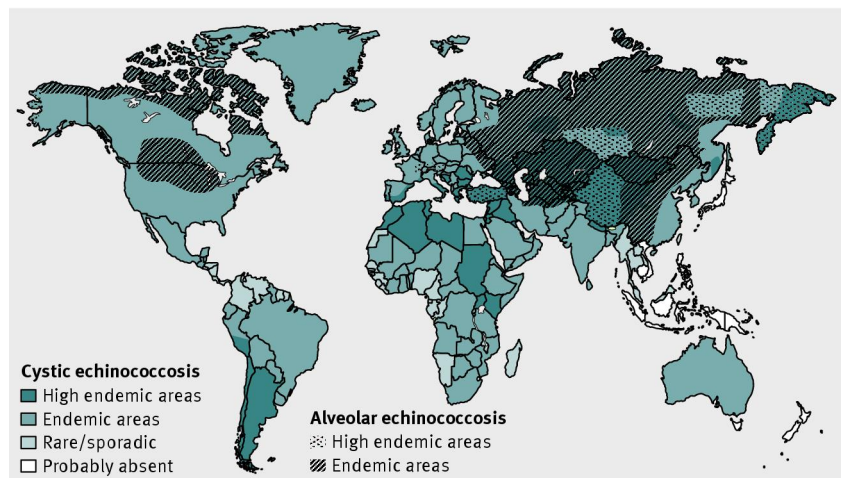 Cystic echinococcosis
High endemic areas
Endemic areas
Rare/sporadic
Probably absent
Alveolar echinococcosis
High endemic areas
Endemic areas